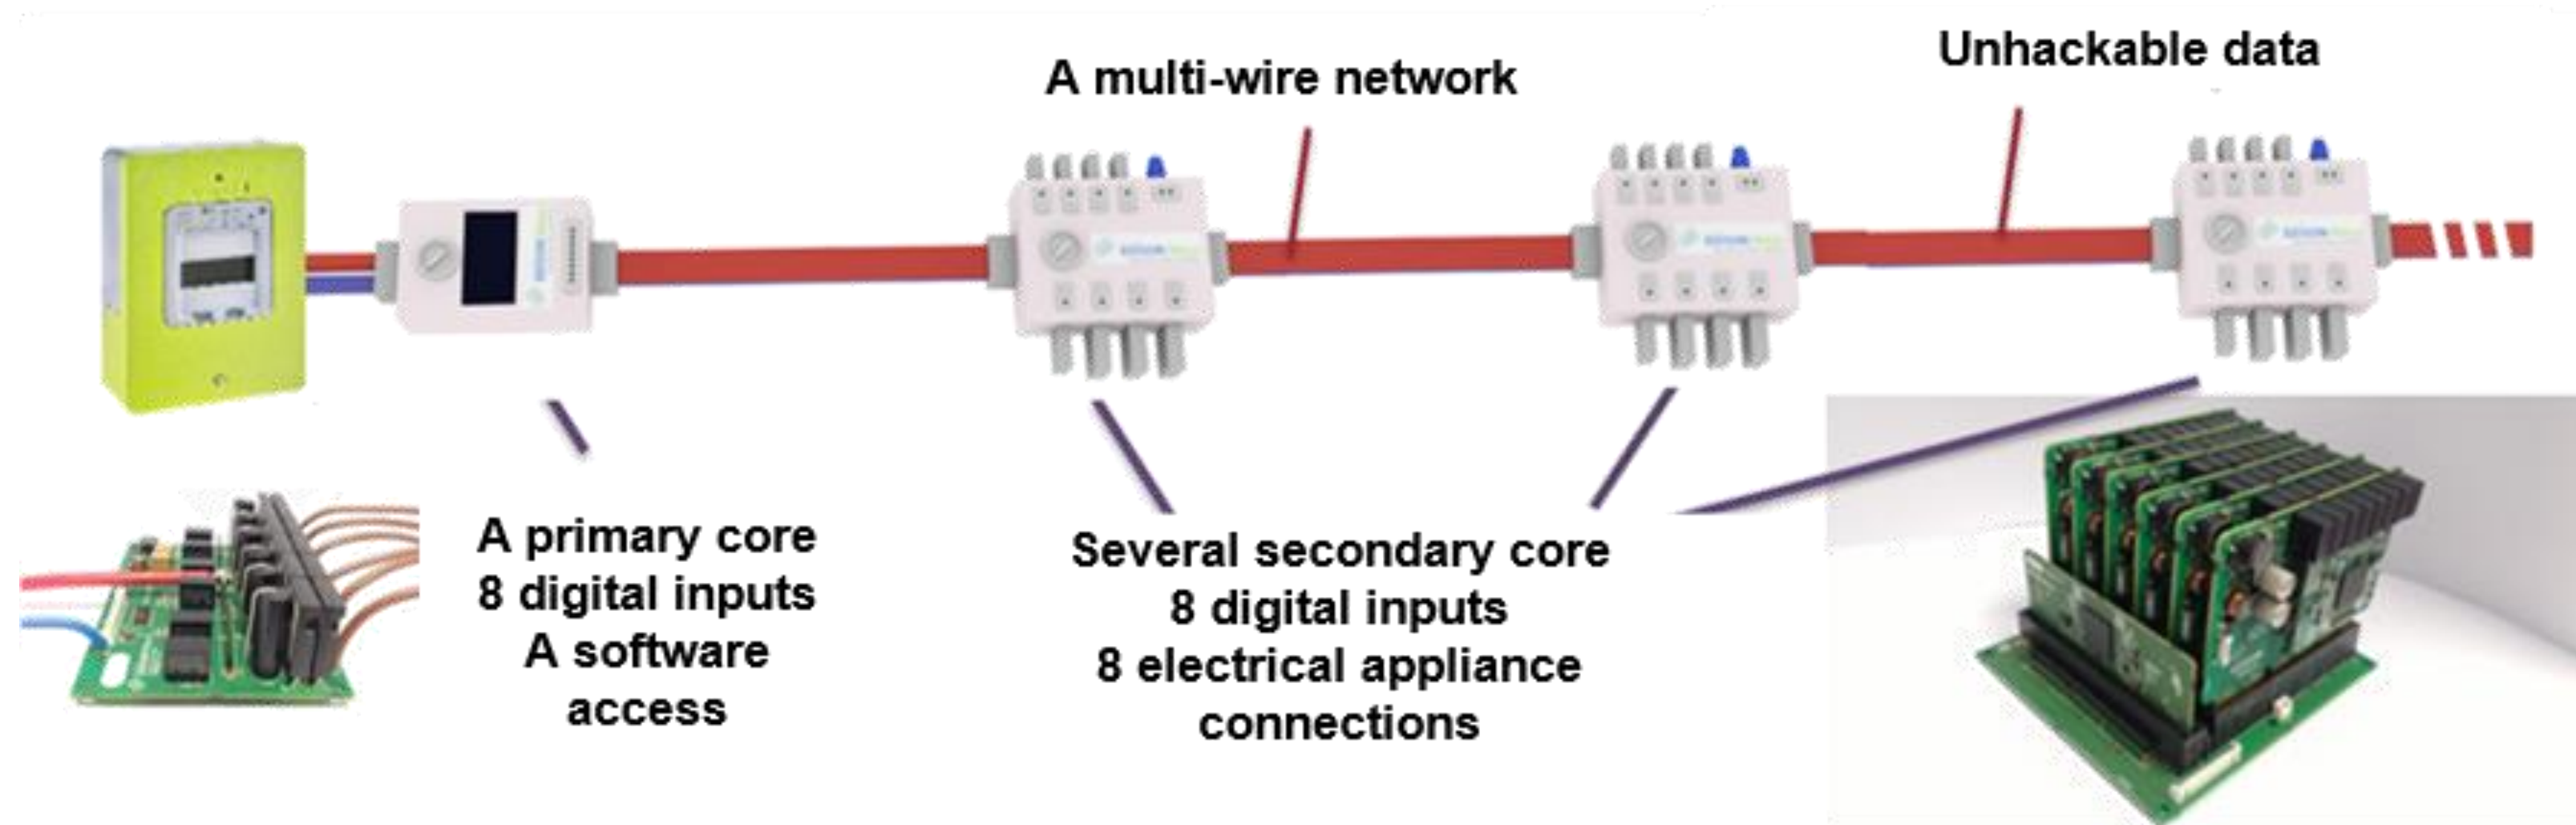 A multi-wire network
Unhackable data
A primary core
8 digital inputs
A software
access
Several secondary core
8 digital inputs
8 electrical appliance
connections